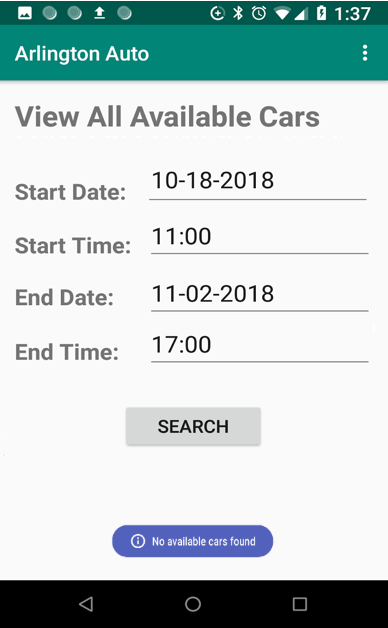 1:37
Arlington Auto
View All Available Cars
Start Date: 10-18-2018
Start Time: 11:00
End Date: 11-02-2018
End Time: 17:00
SEARCH
No available cars found